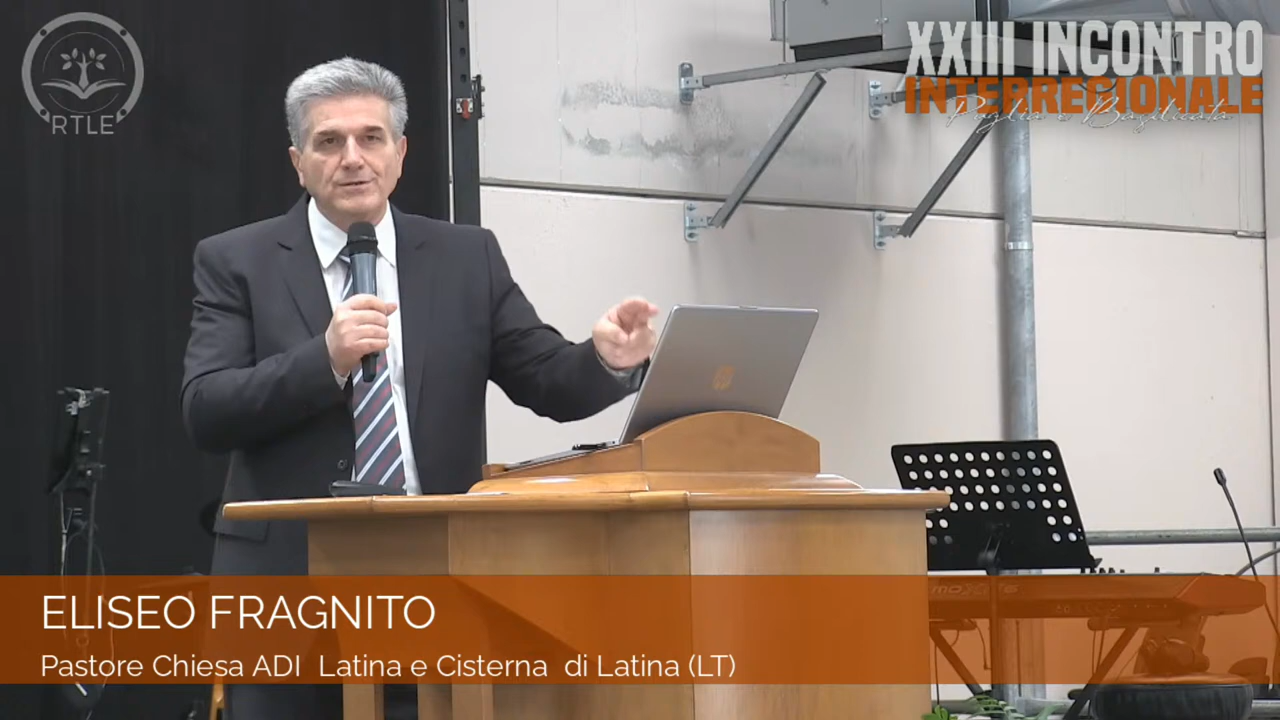 RTLE
XXIII INCONTRO
INTERREGIONALE
Puglia e Basilicata
ELISEO FRAGNITO
Pastore Chiesa ADI Latina e Cisterna di Latina (LT)